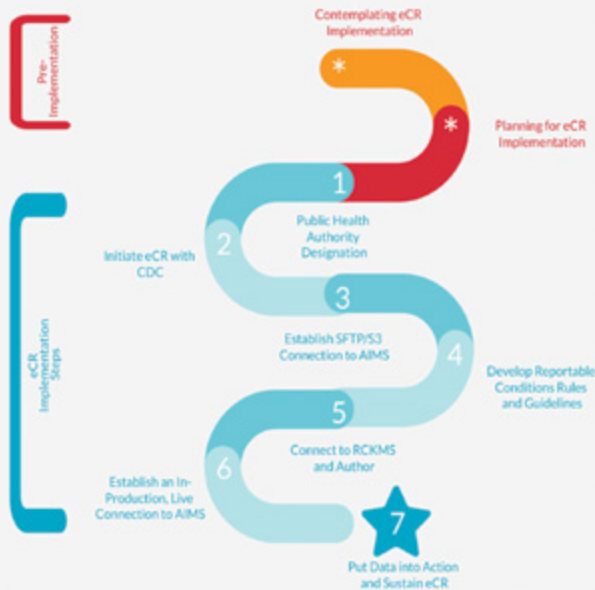 Contemplating eCR
Implementation
Pre-
Implementation
*
*
Planning for eCR
Implementation
1
Public Health
Authority
Designation
2
Initiate eCR with
CDC
3
Establish SFTP/S3
Connection to AIMS
4
Develop Reportable
Conditions Rules
and Guidelines
eCR
Implementation
Steps
5
Connect to RCKMS
and Author
6
Establish an In-
Production, Live
Connection to AIMS
7
Put Data into Action
and Sustain eCR